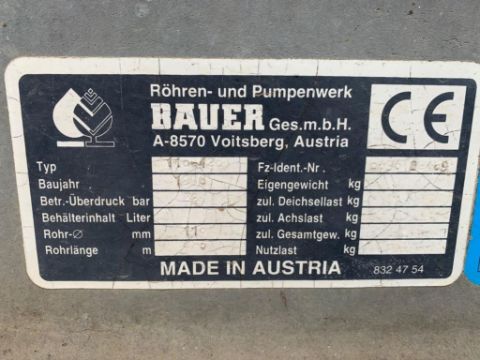 Röhren- und Pumpenwerk
BAUER Ges.m.b.H.
A-8570 Voitsberg, Austria
CE
Typ
Fz-Ident.-Nr.
Baujahr
Eigengewicht kg
Betr.-Überdruck bar
zul. Deichsellast kg
Behälterinhalt Liter
zul. Achslast kg
Rohr-Ø mm
zul. Gesamtgew. kg
Rohrlänge m
Nutzlast kg
MADE IN AUSTRIA
832 47 54